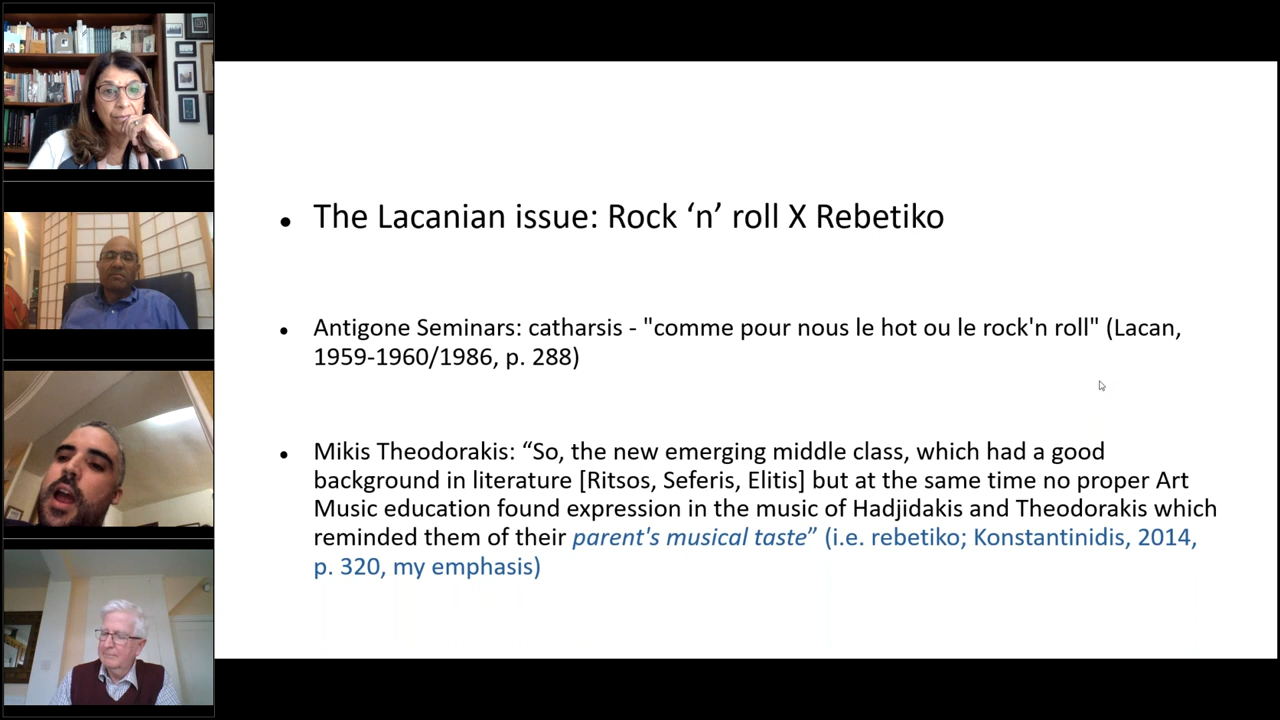 The Lacanian issue: Rock ‘n’ roll X Rebetiko
Antigone Seminars: catharsis - "comme pour nous le hot ou le rock'n roll" (Lacan,
1959-1960/1986, p. 288)
Mikis Theodorakis: “So, the new emerging middle class, which had a good
background in literature [Ritsos, Seferis, Elitis] but at the same time no proper Art
Music education found expression in the music of Hadjidakis and Theodorakis which
reminded them of their parent's musical taste” (i.e. rebetiko; Konstantinidis, 2014,
p. 320, my emphasis)